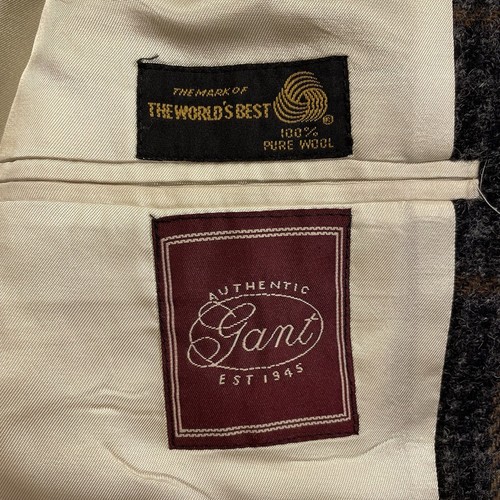 THE MARK OF
THE WORLD'S BEST
100%
PURE WOOL
AUTHENTIC
Gant
EST 1945